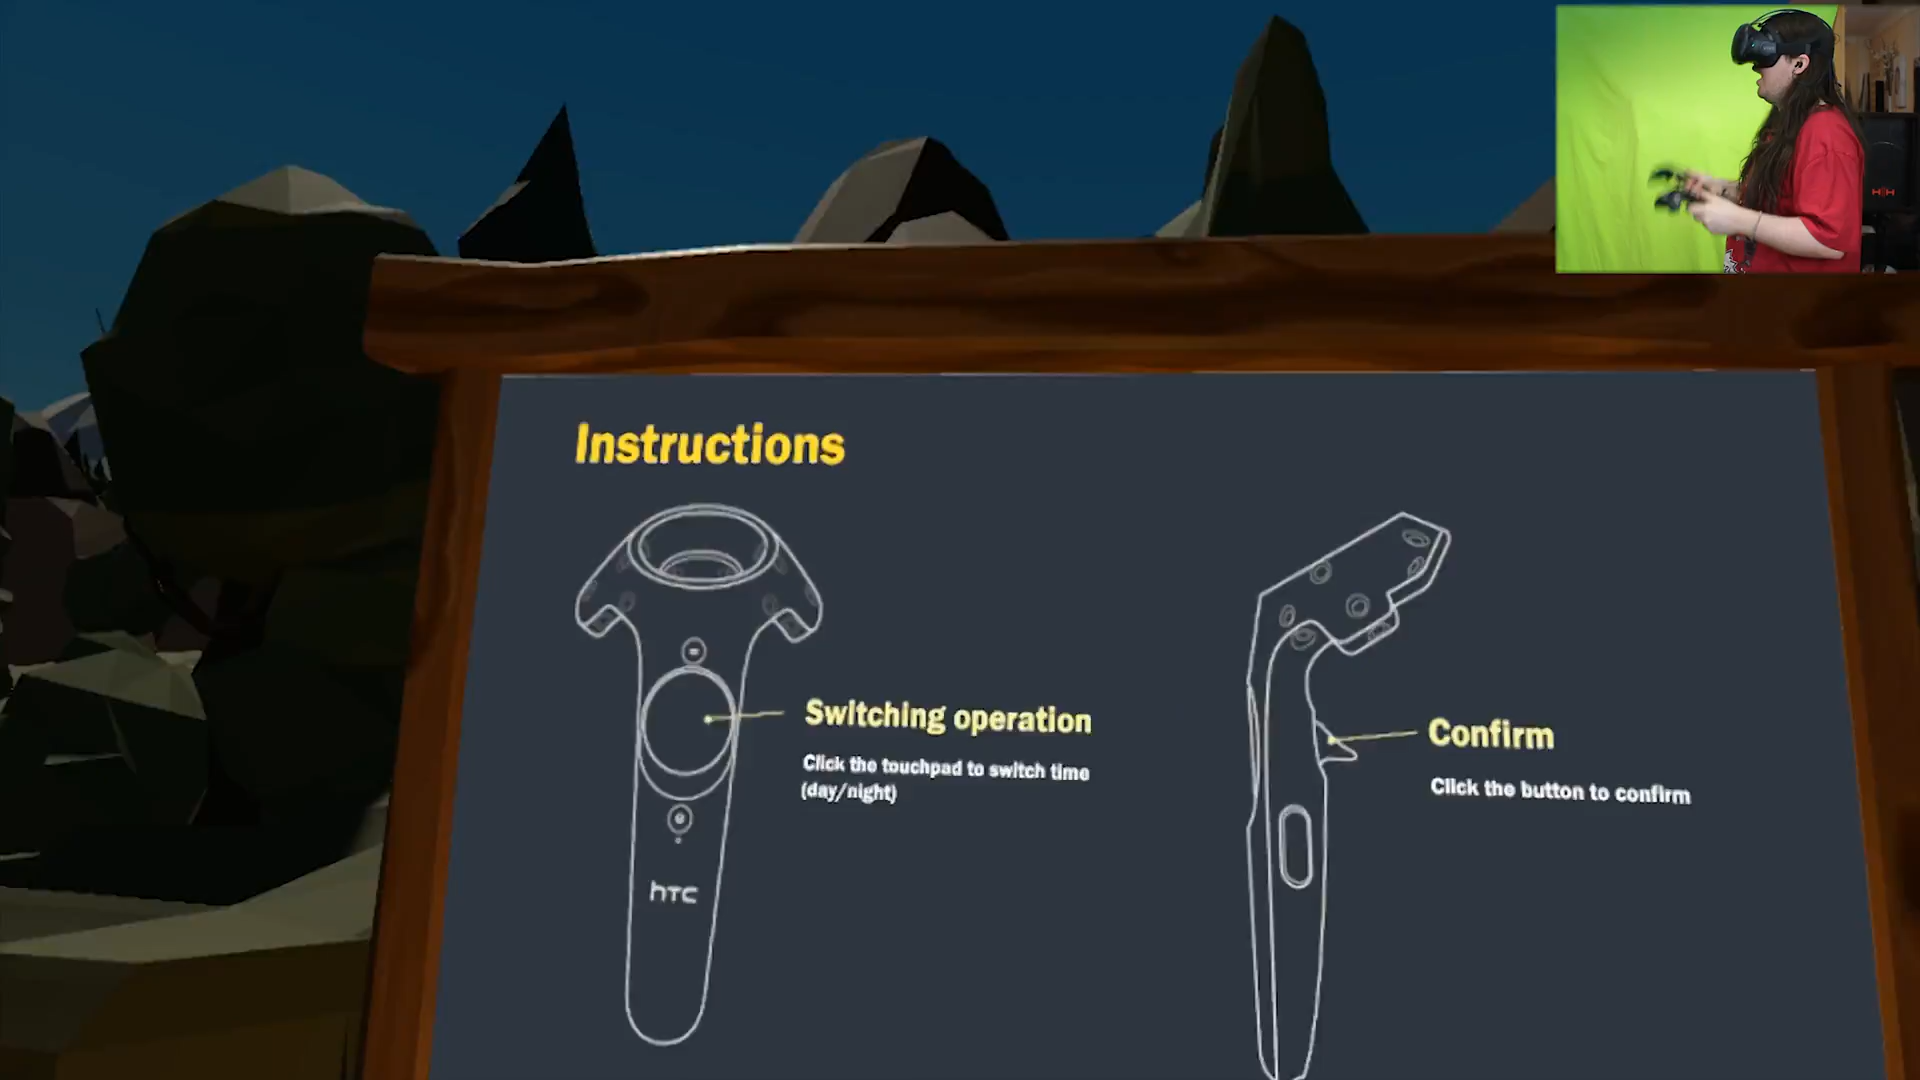 Instructions
Switching operation
Click the touchpad to switch time
(day/night)
Confirm
Click the button to confirm
hTC